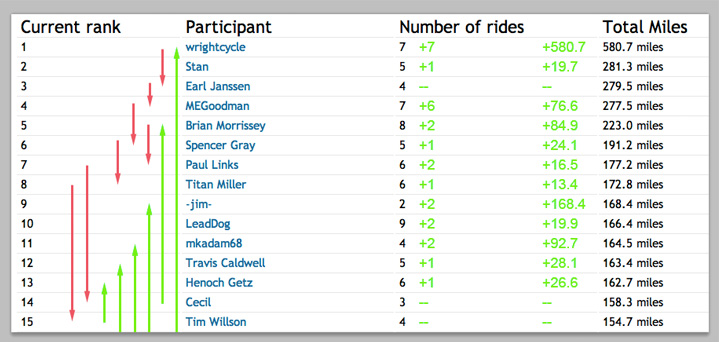 Current rank Participant Number of rides Total Miles
1 wrightcycle 7 +7 +580.7 580.7 miles
2 Stan 5 +1 +19.7 281.3 miles
3 Earl Janssen 4 -- -- 279.5 miles
4 MEGoodman 7 +6 +76.6 277.5 miles
5 Brian Morrissey 8 +2 +84.9 223.0 miles
6 Spencer Gray 5 +1 +24.1 191.2 miles
7 Paul Links 6 +2 +16.5 177.2 miles
8 Titan Miller 6 +1 +13.4 172.8 miles
9 -jim- 2 +2 +168.4 168.4 miles
10 LeadDog 9 +2 +19.9 166.4 miles
11 mkadam68 4 +2 +92.7 164.5 miles
12 Travis Caldwell 5 +1 +28.1 163.4 miles
13 Henoch Getz 6 +1 +26.6 162.7 miles
14 Cecil 3 -- -- 158.3 miles
15 Tim Willson 4 -- -- 154.7 miles